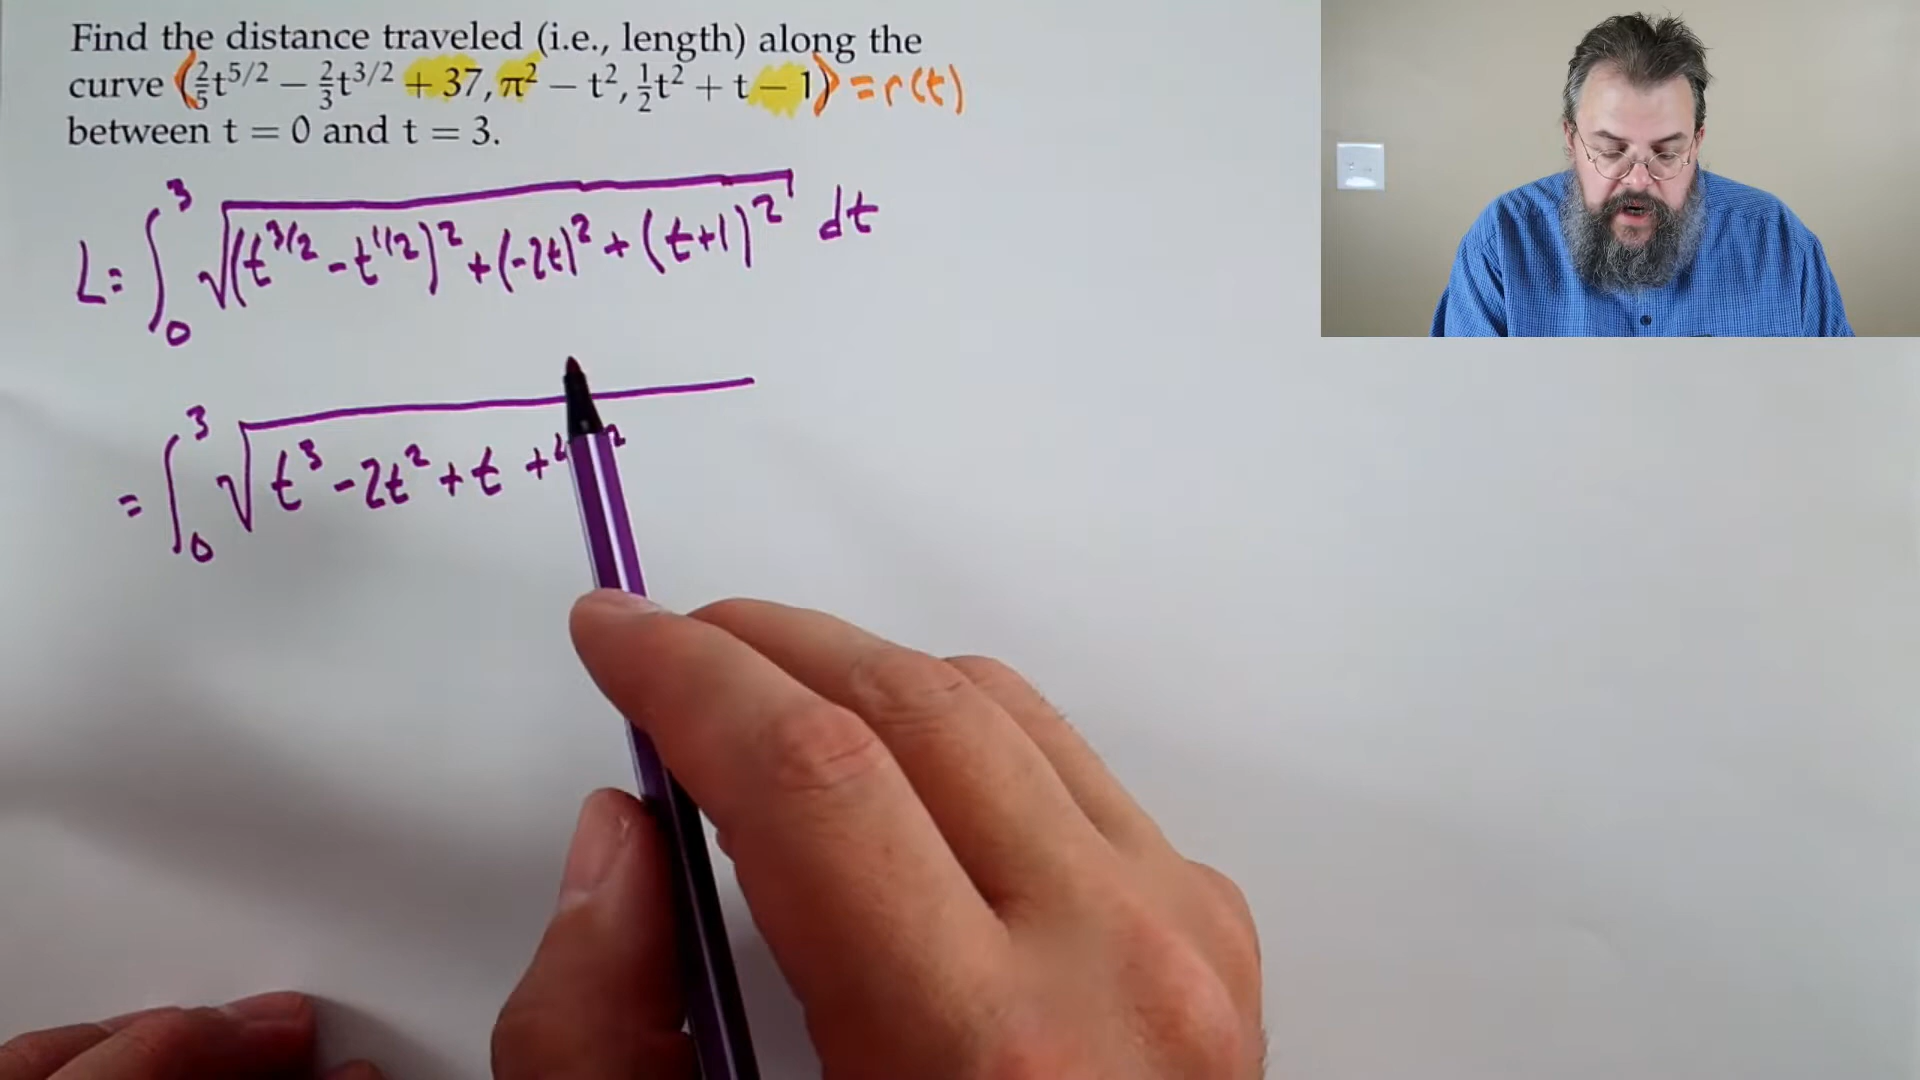 Find the distance traveled (i.e., length) along the
curve ⟨2/5 t^5/2 − 2/3 t^3/2 + 37, π² − t², 1/2 t² + t − 1⟩ = r(t)
between t = 0 and t = 3.
L = ∫₀³ √((t^3/2 - t^1/2)² + (-2t)² + (t+1)²) dt
= ∫₀³ √(t³ - 2t² + t +